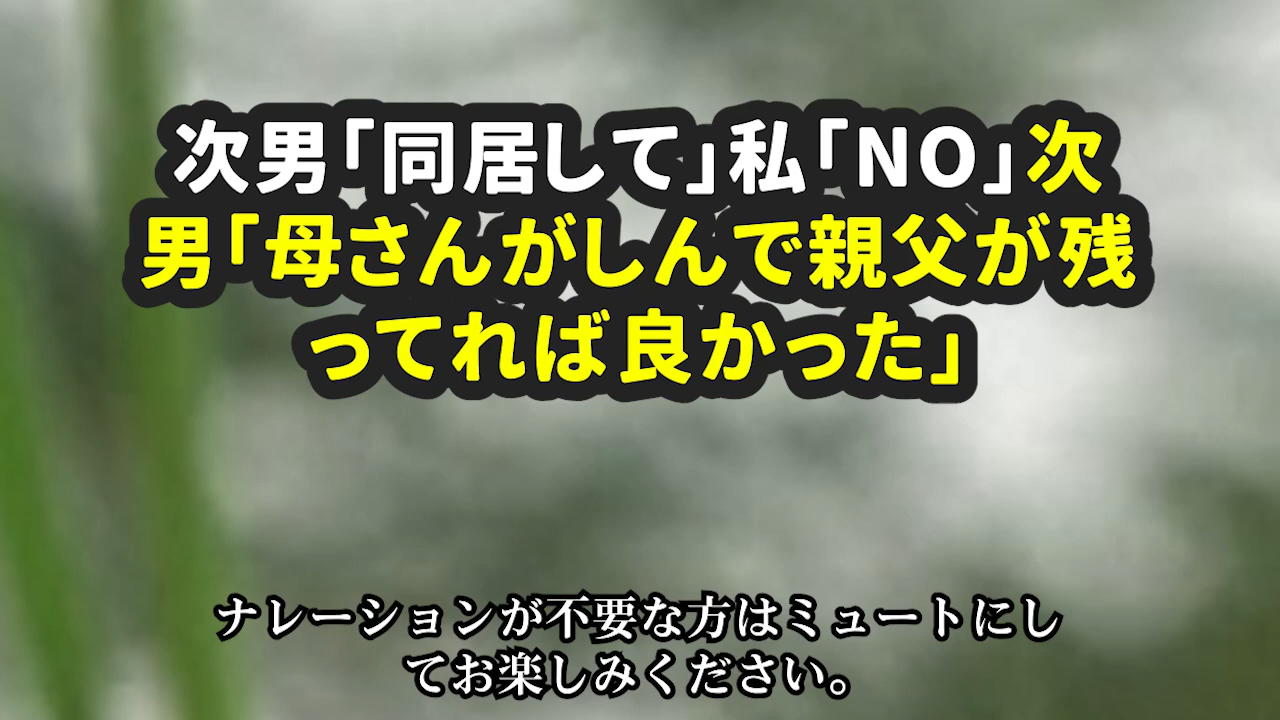 次男「同居して」私「NO」次
男「母さんがしんで親父が残
ってれば良かった」
ナレーションが不要な方はミュートにし
てお楽しみください。